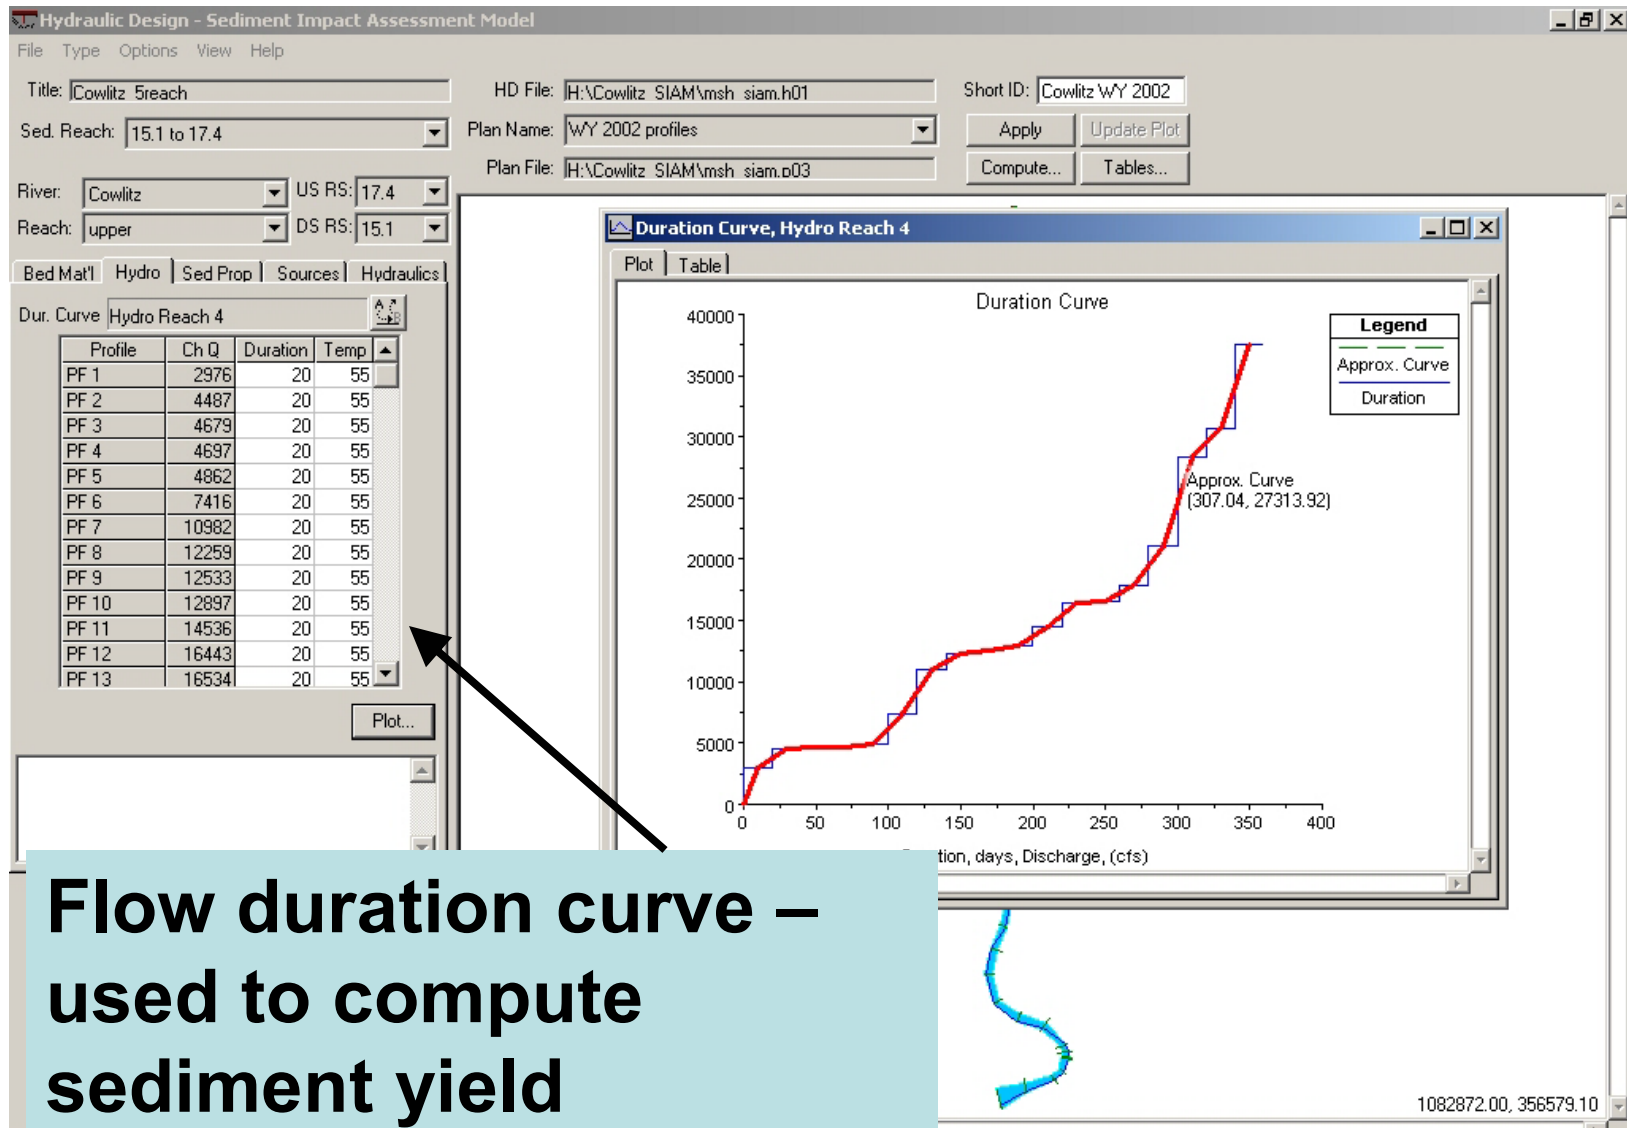 Hydraulic Design - Sediment Impact Assessment Model
File Type Options View Help
Title: Cowlitz 5reach
HD File: H:\Cowlitz SIAM\msh siam.h01
Short ID: Cowlitz WY 2002
Sed. Reach: 15.1 to 17.4
Plan Name: WY 2002 profiles
Apply Update Plot
Plan File: H:\Cowlitz SIAM\msh siam.p03
Compute... Tables...
River: Cowlitz US RS: 17.4
Reach: upper DS RS: 15.1
Bed Mat'l Hydro Sed Prop Sources Hydraulics
Dur. Curve Hydro Reach 4
Profile Ch Q Duration Temp
PF 1 2976 20 55
PF 2 4487 20 55
PF 3 4679 20 55
PF 4 4697 20 55
PF 5 4862 20 55
PF 6 7416 20 55
PF 7 10982 20 55
PF 8 12259 20 55
PF 9 12533 20 55
PF 10 12897 20 55
PF 11 14536 20 55
PF 12 16443 20 55
PF 13 16534 20 55
Plot...
Duration Curve, Hydro Reach 4
Plot Table
Duration Curve
Legend
Approx. Curve
Duration
40000
35000
30000
25000
20000
15000
10000
5000
0
Approx. Curve
(307.04, 27313.92)
0 50 100 150 200 250 300 350 400
tion, days, Discharge, (cfs)
Flow duration curve –
used to compute
sediment yield
1082872.00, 356579.10